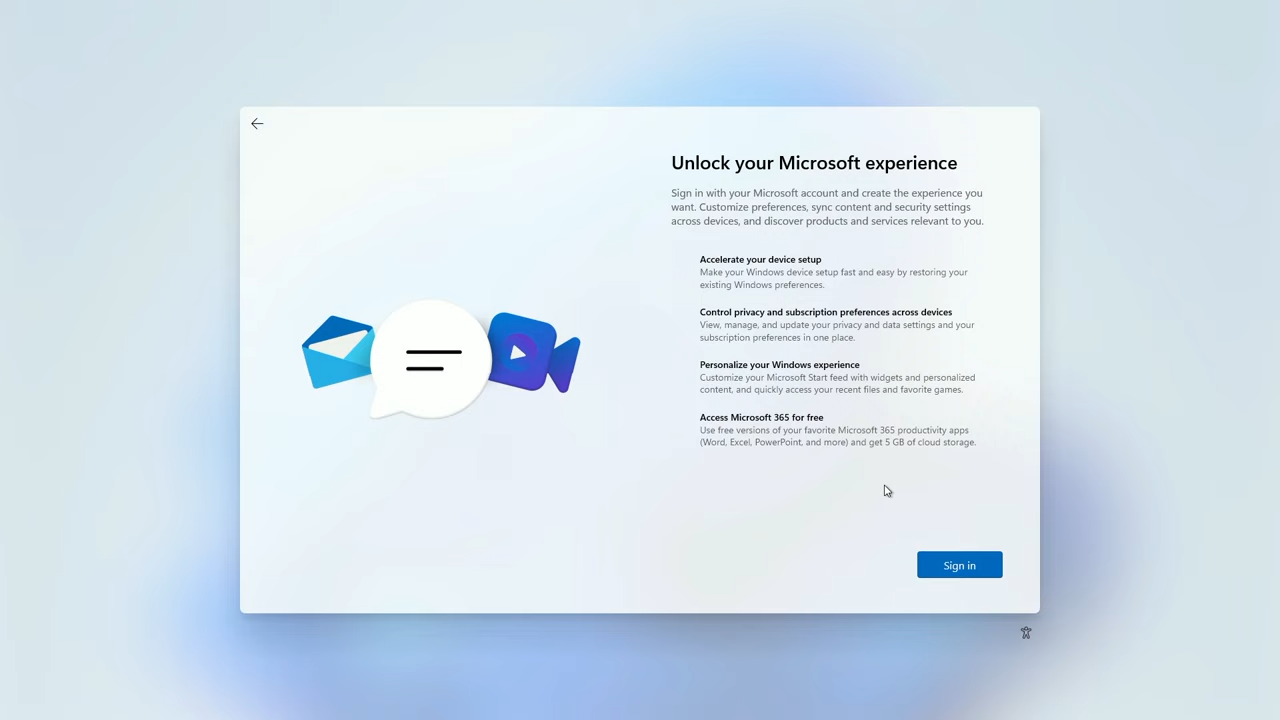 Unlock your Microsoft experience
Sign in with your Microsoft account and create the experience you
want. Customize preferences, sync content and security settings
across devices, and discover products and services relevant to you.
Accelerate your device setup
Make your Windows device setup fast and easy by restoring your
existing Windows preferences.
Control privacy and subscription preferences across devices
View, manage, and update your privacy and data settings and your
subscription preferences in one place.
Personalize your Windows experience
Customize your Microsoft Start feed with widgets and personalized
content, and quickly access your recent files and favorite games.
Access Microsoft 365 for free
Use free versions of your favorite Microsoft 365 productivity apps
(Word, Excel, PowerPoint, and more) and get 5 GB of cloud storage.
Sign in